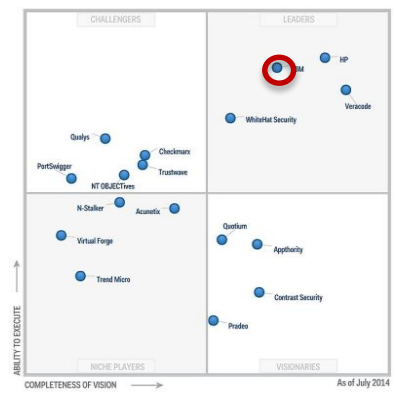 CHALLENGERS
LEADERS
HP
Veracode
WhiteHat Security
Qualys
Checkmarx
PortSwigger
Trustwave
NT OBJECTives
N-Stalker
Acunetix
Quotium
Virtual Forge
Appthority
Trend Micro
Contrast Security
Pradeo
ABILITY TO EXECUTE
NICHE PLAYERS
VISIONARIES
COMPLETENESS OF VISION
As of July 2014